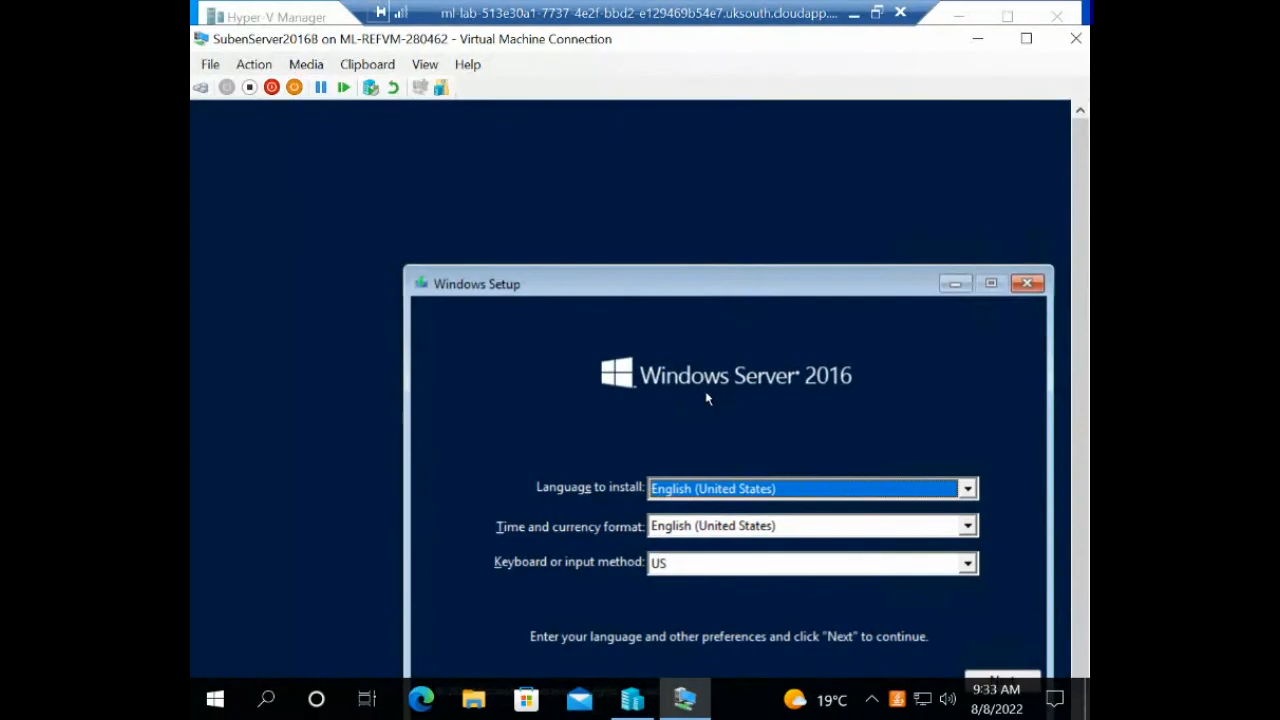 Hyper-V Manager
ml-lab-513e30a1-7737-4e2f-bbd2-e129469b54e7.uksouth.cloudapp....
SubenServer2016B on ML-REFVM-280462 - Virtual Machine Connection
File Action Media Clipboard View Help
Windows Setup
Windows Server 2016
Language to install: English (United States)
Time and currency format: English (United States)
Keyboard or input method: US
Enter your language and other preferences and click "Next" to continue.
19°C
9:33 AM
8/8/2022